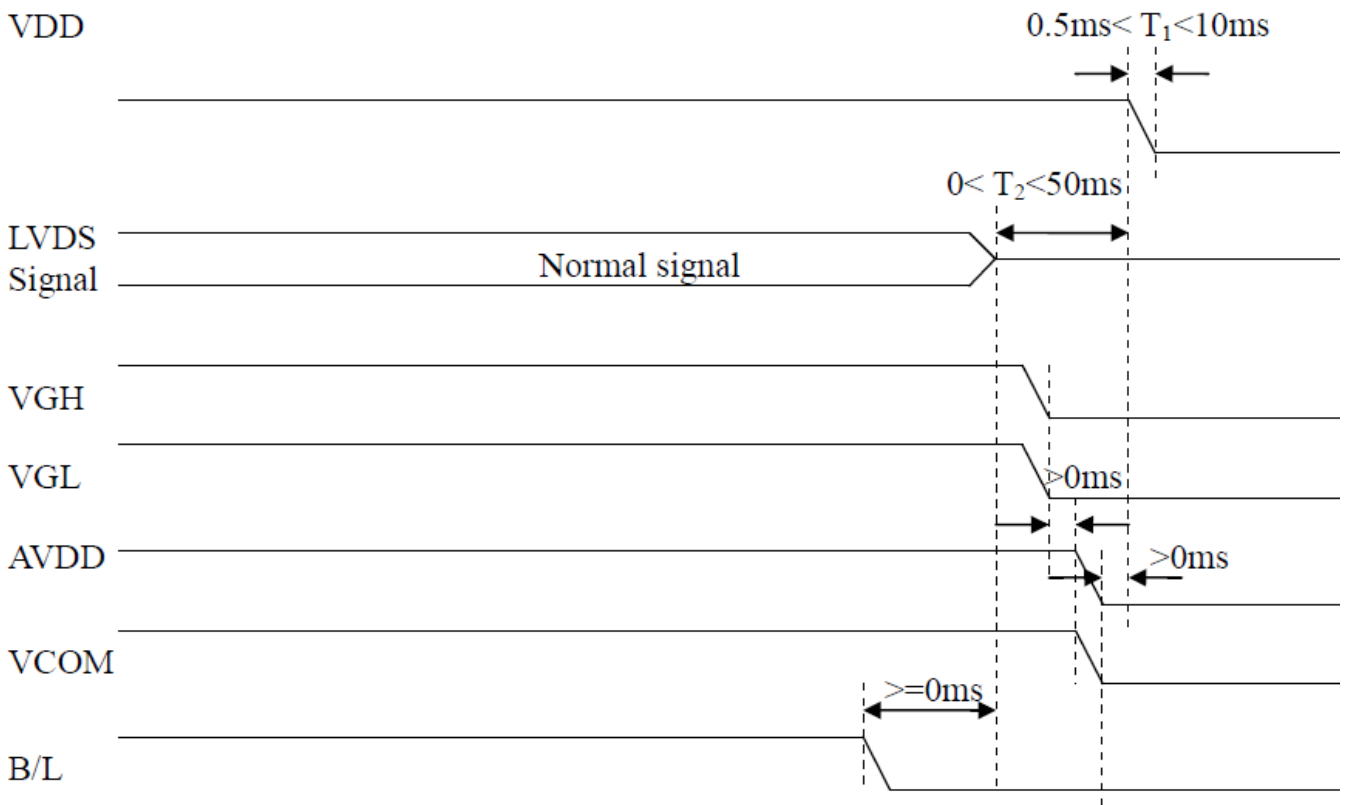 VDD
0.5ms< T₁<10ms
0< T₂<50ms
LVDS
Signal
Normal signal
VGH
VGL
>0ms
AVDD
>0ms
VCOM
>=0ms
B/L